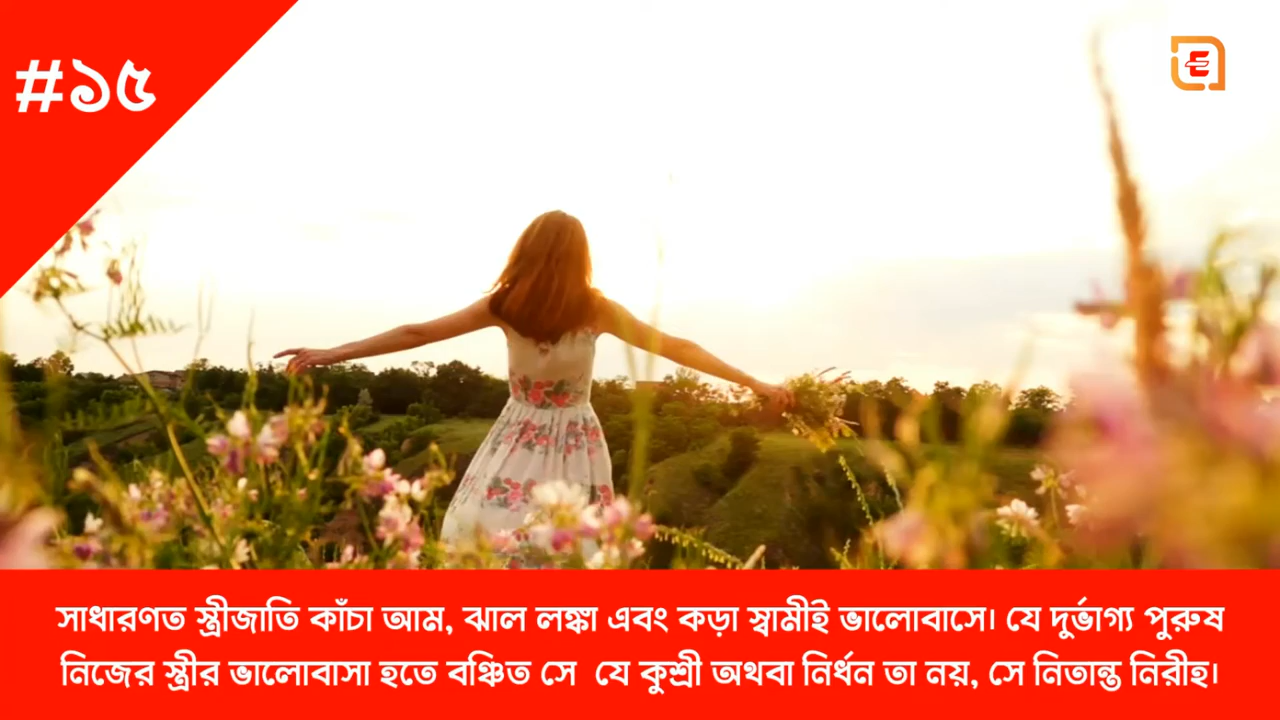 #১৫
E
সাধারণত স্ত্রীজাতি কাঁচা আম, ঝাল লঙ্কা এবং কড়া স্বামীই ভালোবাসে। যে দুর্ভাগ্য পুরুষ
নিজের স্ত্রীর ভালোবাসা হতে বঞ্চিত সে যে কুশ্রী অথবা নির্ধন তা নয়, সে নিতান্ত নিরীহ।